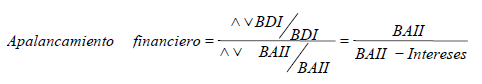 Apalancamiento financiero = (∧∨BDI / BDI) / (∧∨ BAII / BAII) = BAII / (BAII − Intereses)